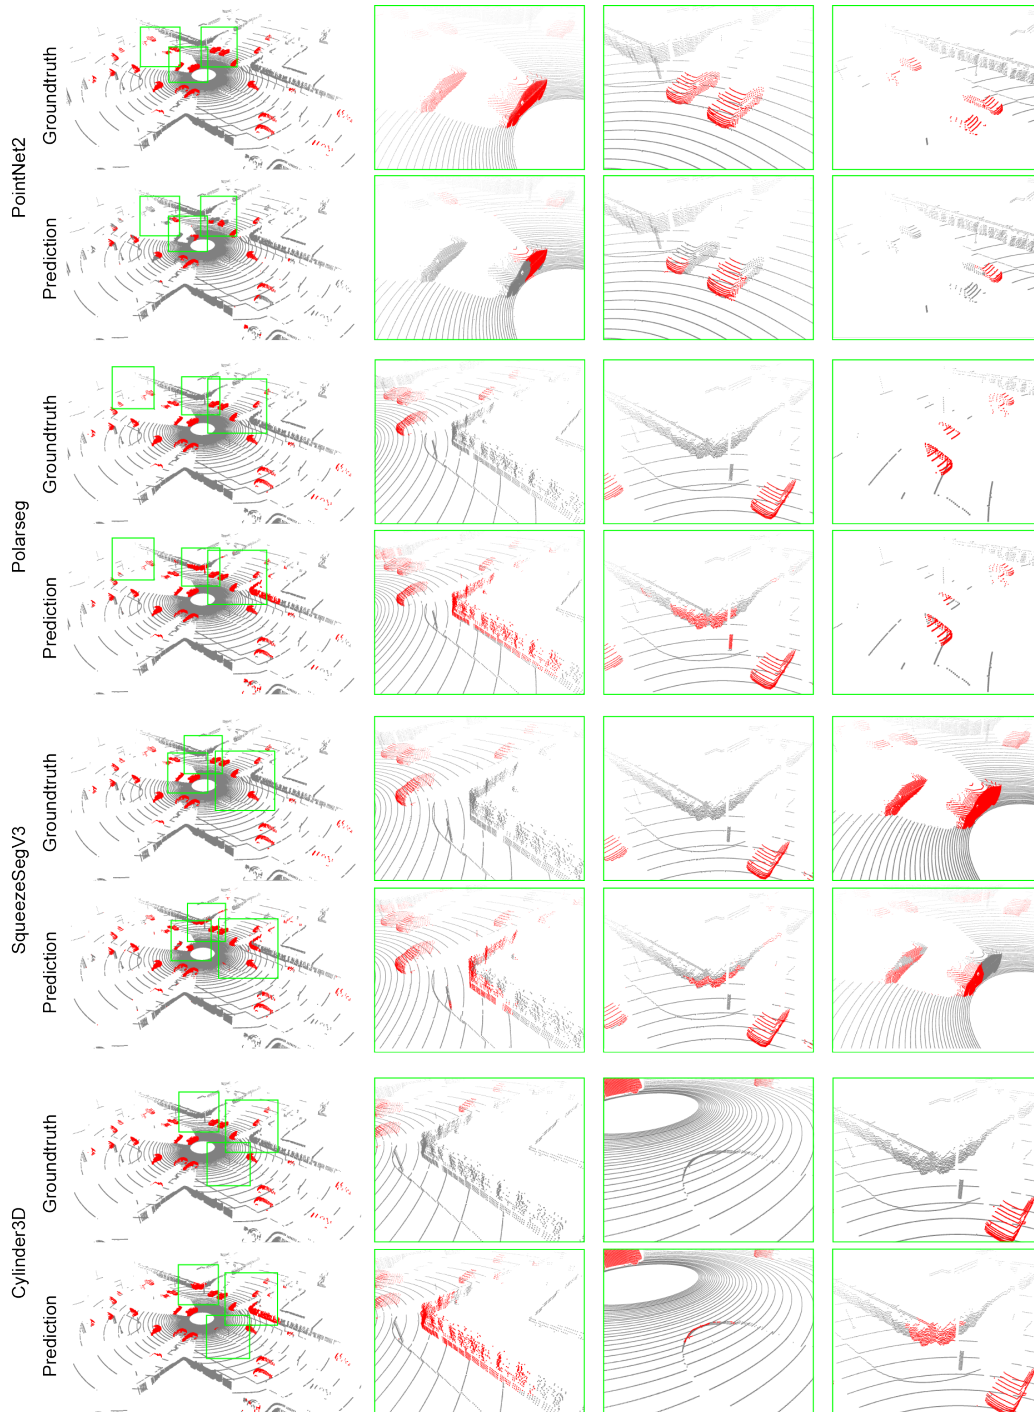 PointNet2
Groundtruth
Prediction
Polarseg
Groundtruth
Prediction
SqueezeSegV3
Groundtruth
Prediction
Cylinder3D
Groundtruth
Prediction